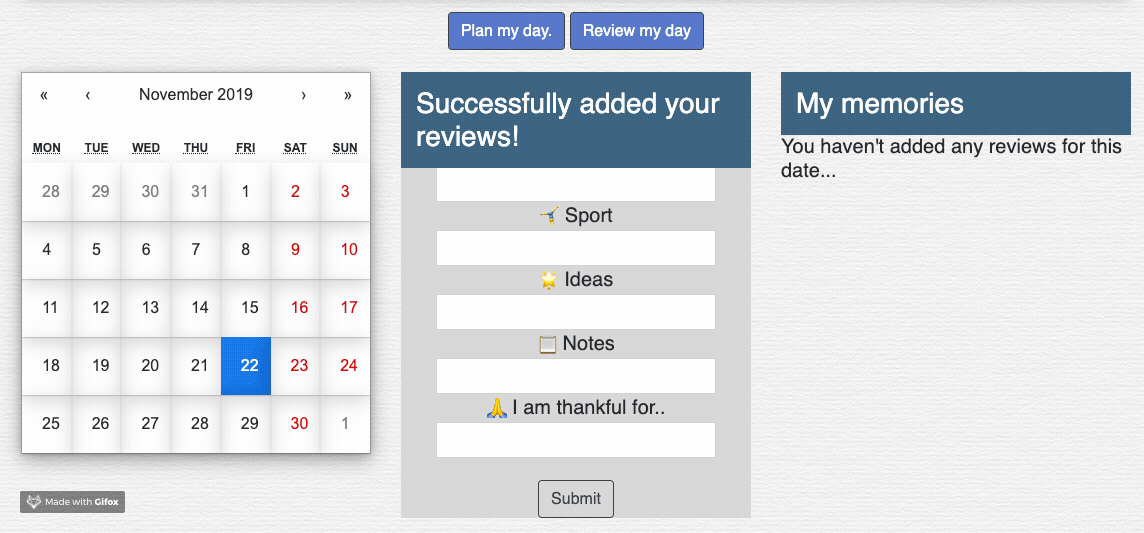 Plan my day. Review my day
« ‹ November 2019 › »
MON TUE WED THU FRI SAT SUN
28 29 30 31 1 2 3
4 5 6 7 8 9 10
11 12 13 14 15 16 17
18 19 20 21 22 23 24
25 26 27 28 29 30 1
Made with Gifox
Successfully added your
reviews!
Sport
Ideas
Notes
I am thankful for..
Submit
My memories
You haven't added any reviews for this
date...